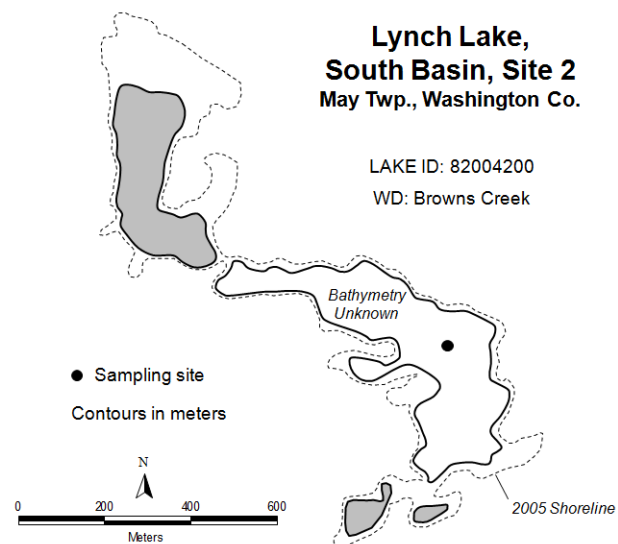 Lynch Lake,
South Basin, Site 2
May Twp., Washington Co.
LAKE ID: 82004200
WD: Browns Creek
Bathymetry
Unknown
Sampling site
Contours in meters
N
0 200 400 600
Meters
2005 Shoreline